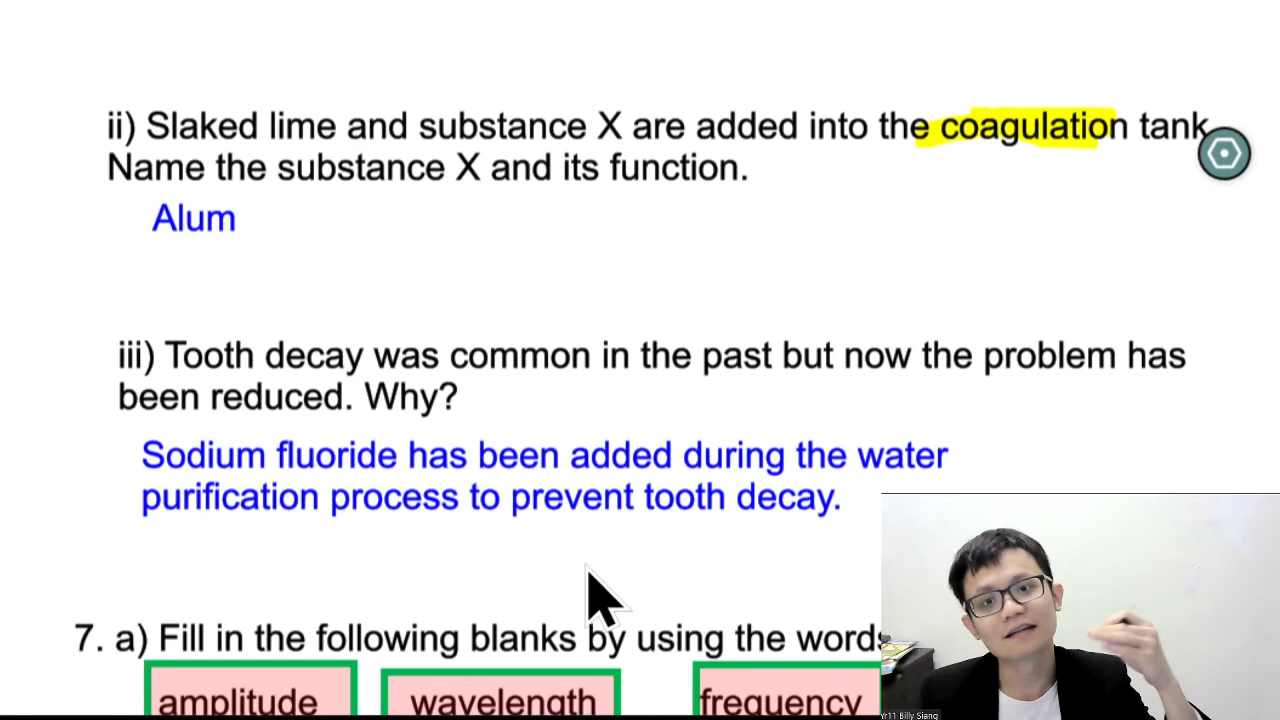 ii) Slaked lime and substance X are added into the coagulation tank
Name the substance X and its function.
Alum
iii) Tooth decay was common in the past but now the problem has
been reduced. Why?
Sodium fluoride has been added during the water
purification process to prevent tooth decay.
7. a) Fill in the following blanks by using the words
amplitude wavelength frequency
Yr11 Billy Siang